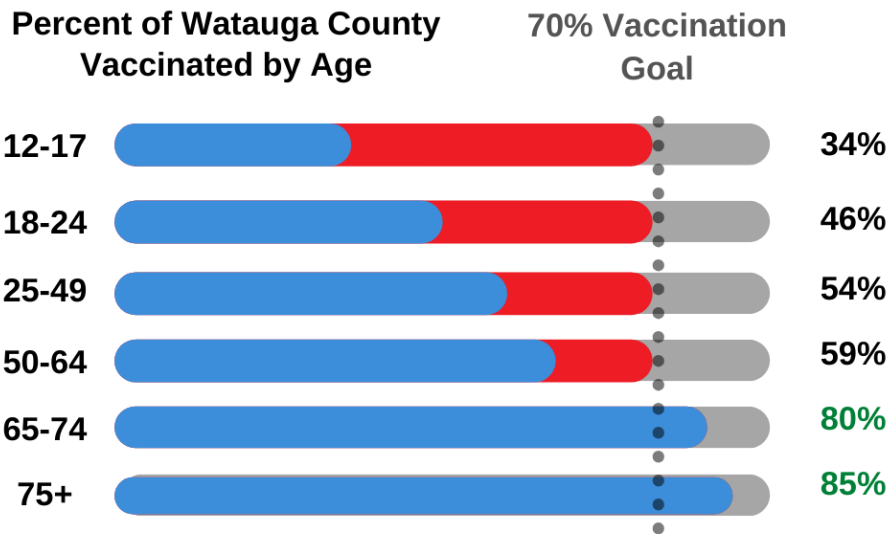 Percent of Watauga County
Vaccinated by Age
70% Vaccination
Goal
12-17 34%
18-24 46%
25-49 54%
50-64 59%
65-74 80%
75+ 85%